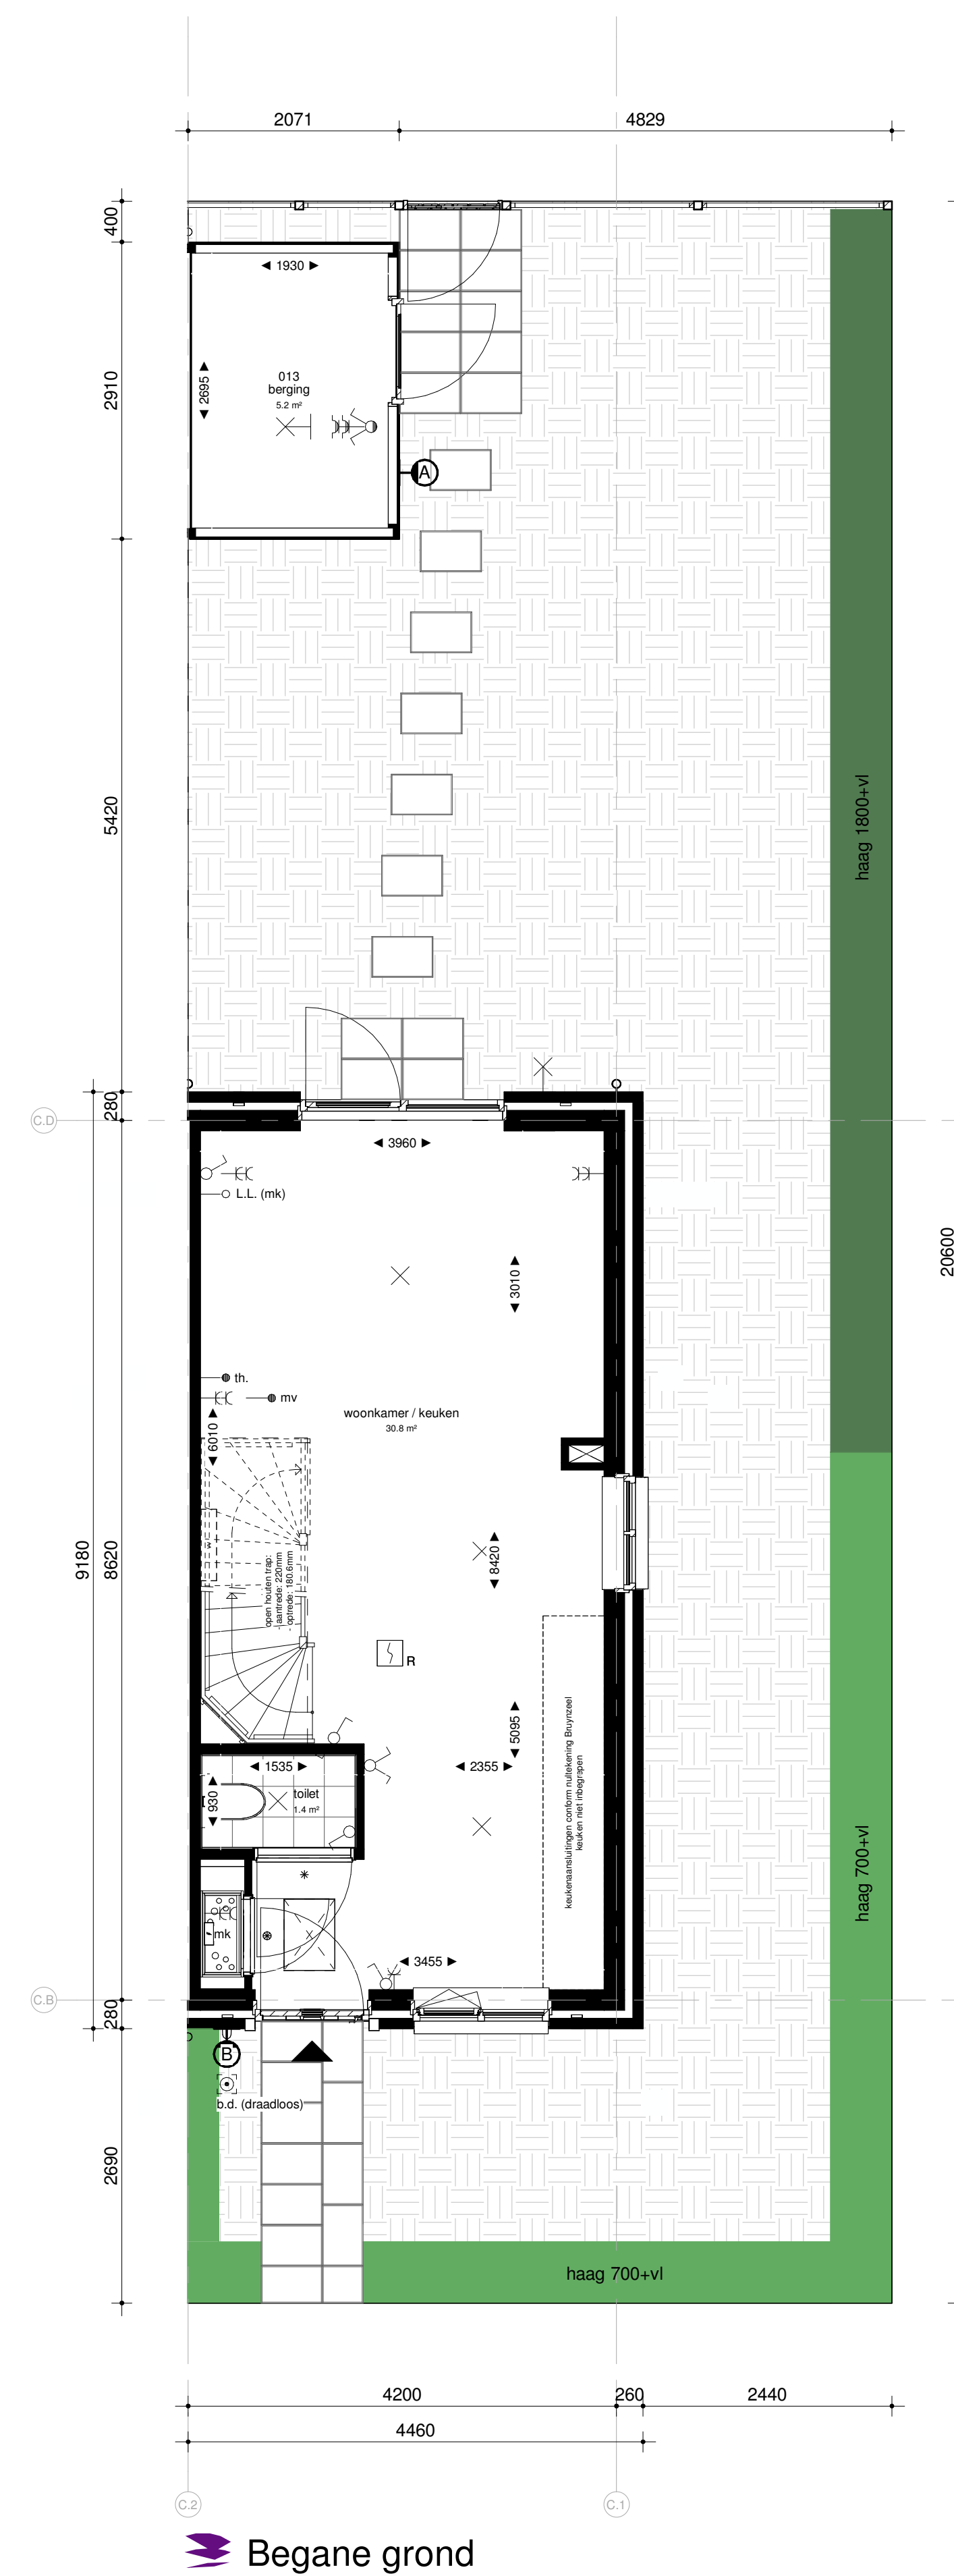 2071
4829
400
1930
2910
2695
013
berging
5.2 m²
A
5420
haag 1800+vl
280
C.D
3960
L.L. (mk)
3010
20600
th.
mv
woonkamer / keuken
30.8 m²
6010
9180
8620
8420
open houten trap:
aantrede: 220mm
optrede: 180.6mm
R
5095
2355
keukenaansluitingen conform nultekening Bruynzeel
keuken niet inbegrapen
1535
toilet
1.4 m²
930
mk
haag 700+vl
3455
C.B
280
B
b.d. (draadloos)
2690
haag 700+vl
4200
260
2440
4460
C.2
C.1
Begane grond